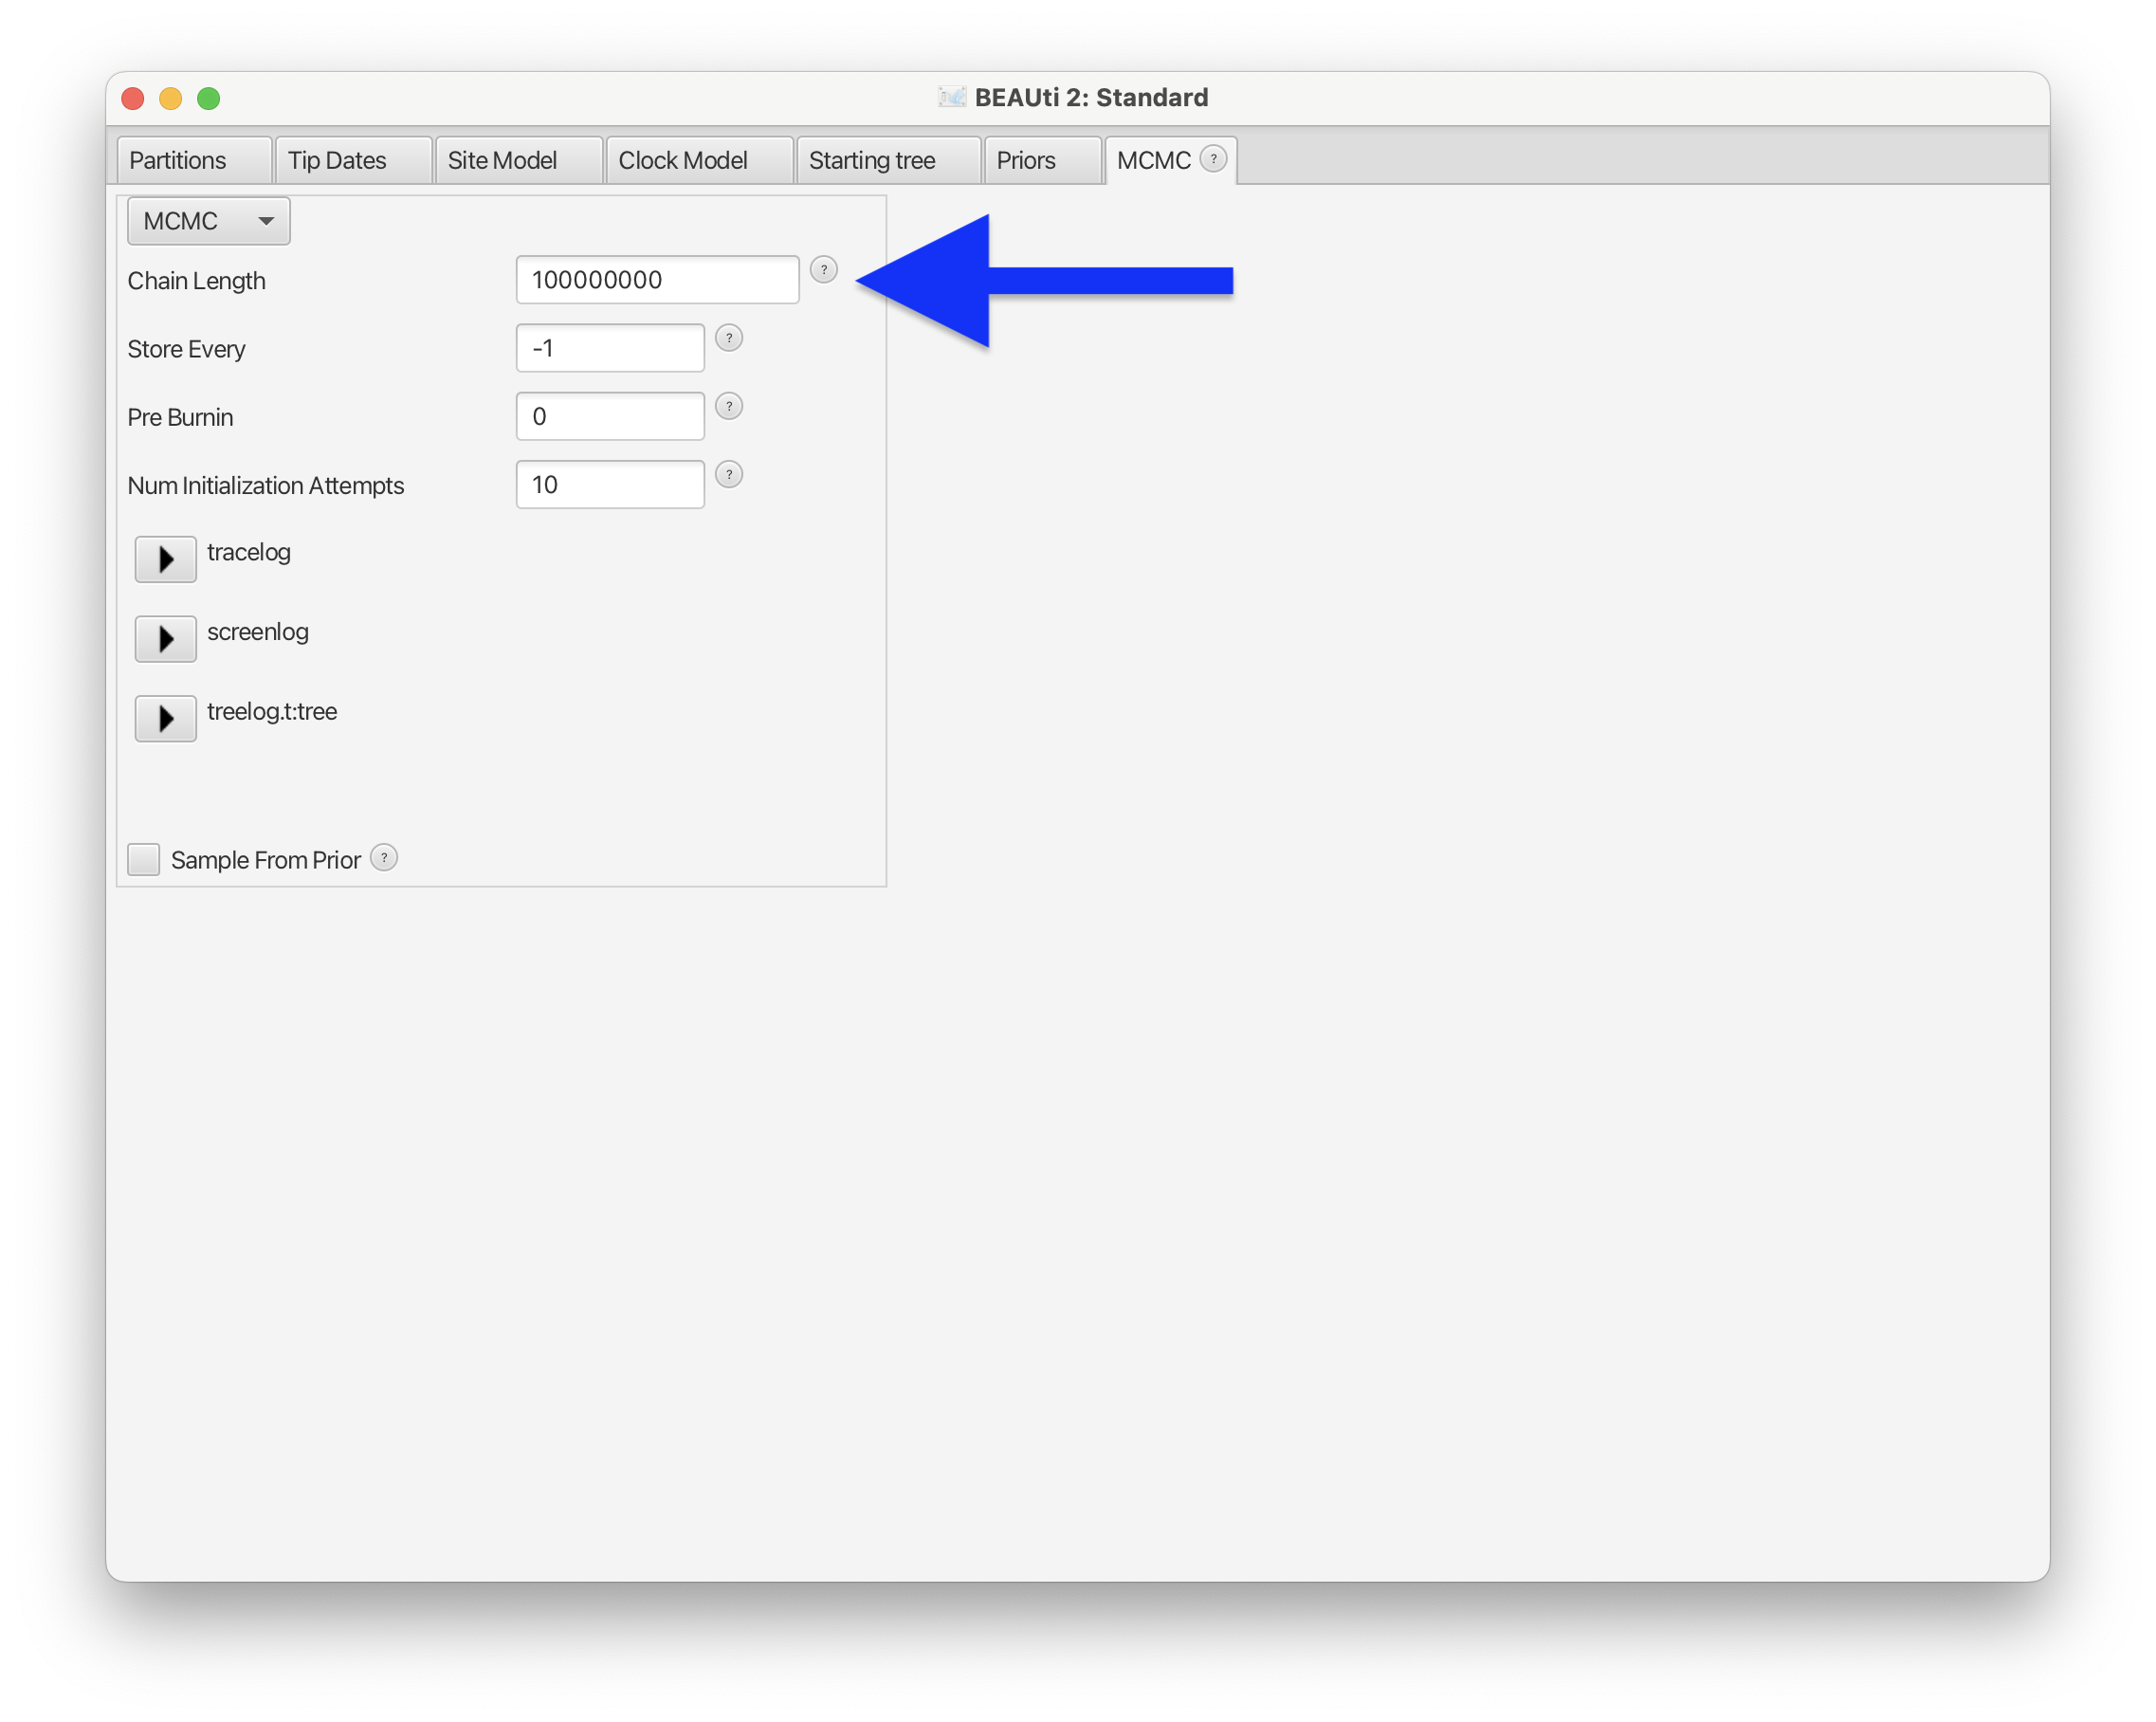 BEAUti 2: Standard
Partitions Tip Dates Site Model Clock Model Starting tree Priors MCMC ?
MCMC
Chain Length 100000000 ?
Store Every -1 ?
Pre Burnin 0 ?
Num Initialization Attempts 10 ?
tracelog
screenlog
treelog.t:tree
Sample From Prior ?